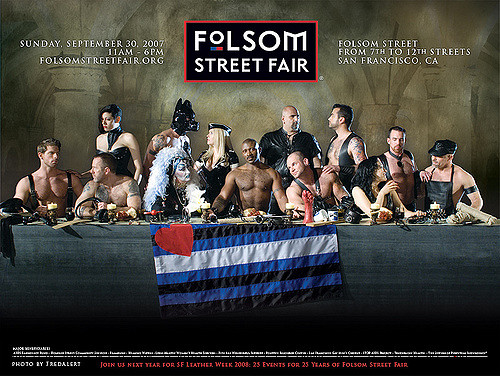 FOLSOM
STREET FAIR
®
SUNDAY, SEPTEMBER 30, 2007
11AM - 6PM
FOLSOMSTREETFAIR.ORG
FOLSOM STREET
FROM 7TH TO 12TH STREETS
SAN FRANCISCO, CA
MAJOR BENEFICIARIES
PHOTO BY FREDALERT
JOIN US NEXT YEAR FOR SF LEATHER WEEK 2008: 25 EVENTS FOR 25 YEARS OF FOLSOM STREET FAIR